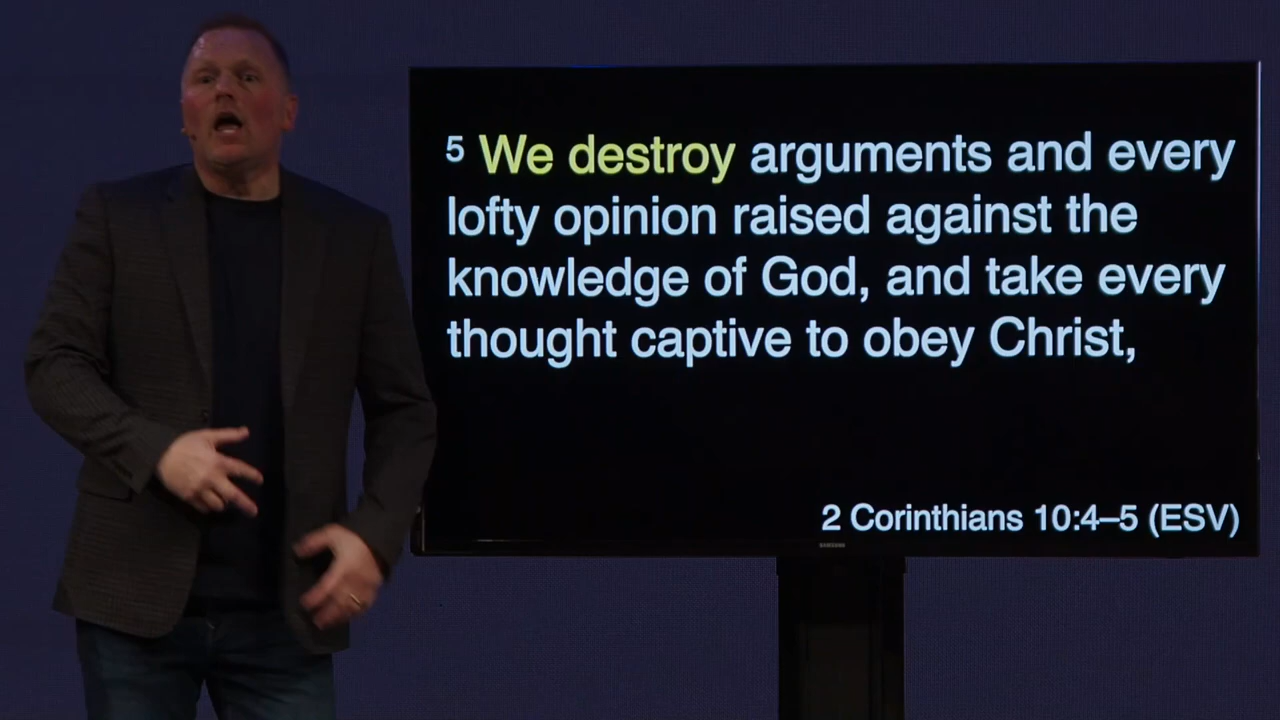 5 We destroy arguments and every
lofty opinion raised against the
knowledge of God, and take every
thought captive to obey Christ,
2 Corinthians 10:4–5 (ESV)
SAMSUNG